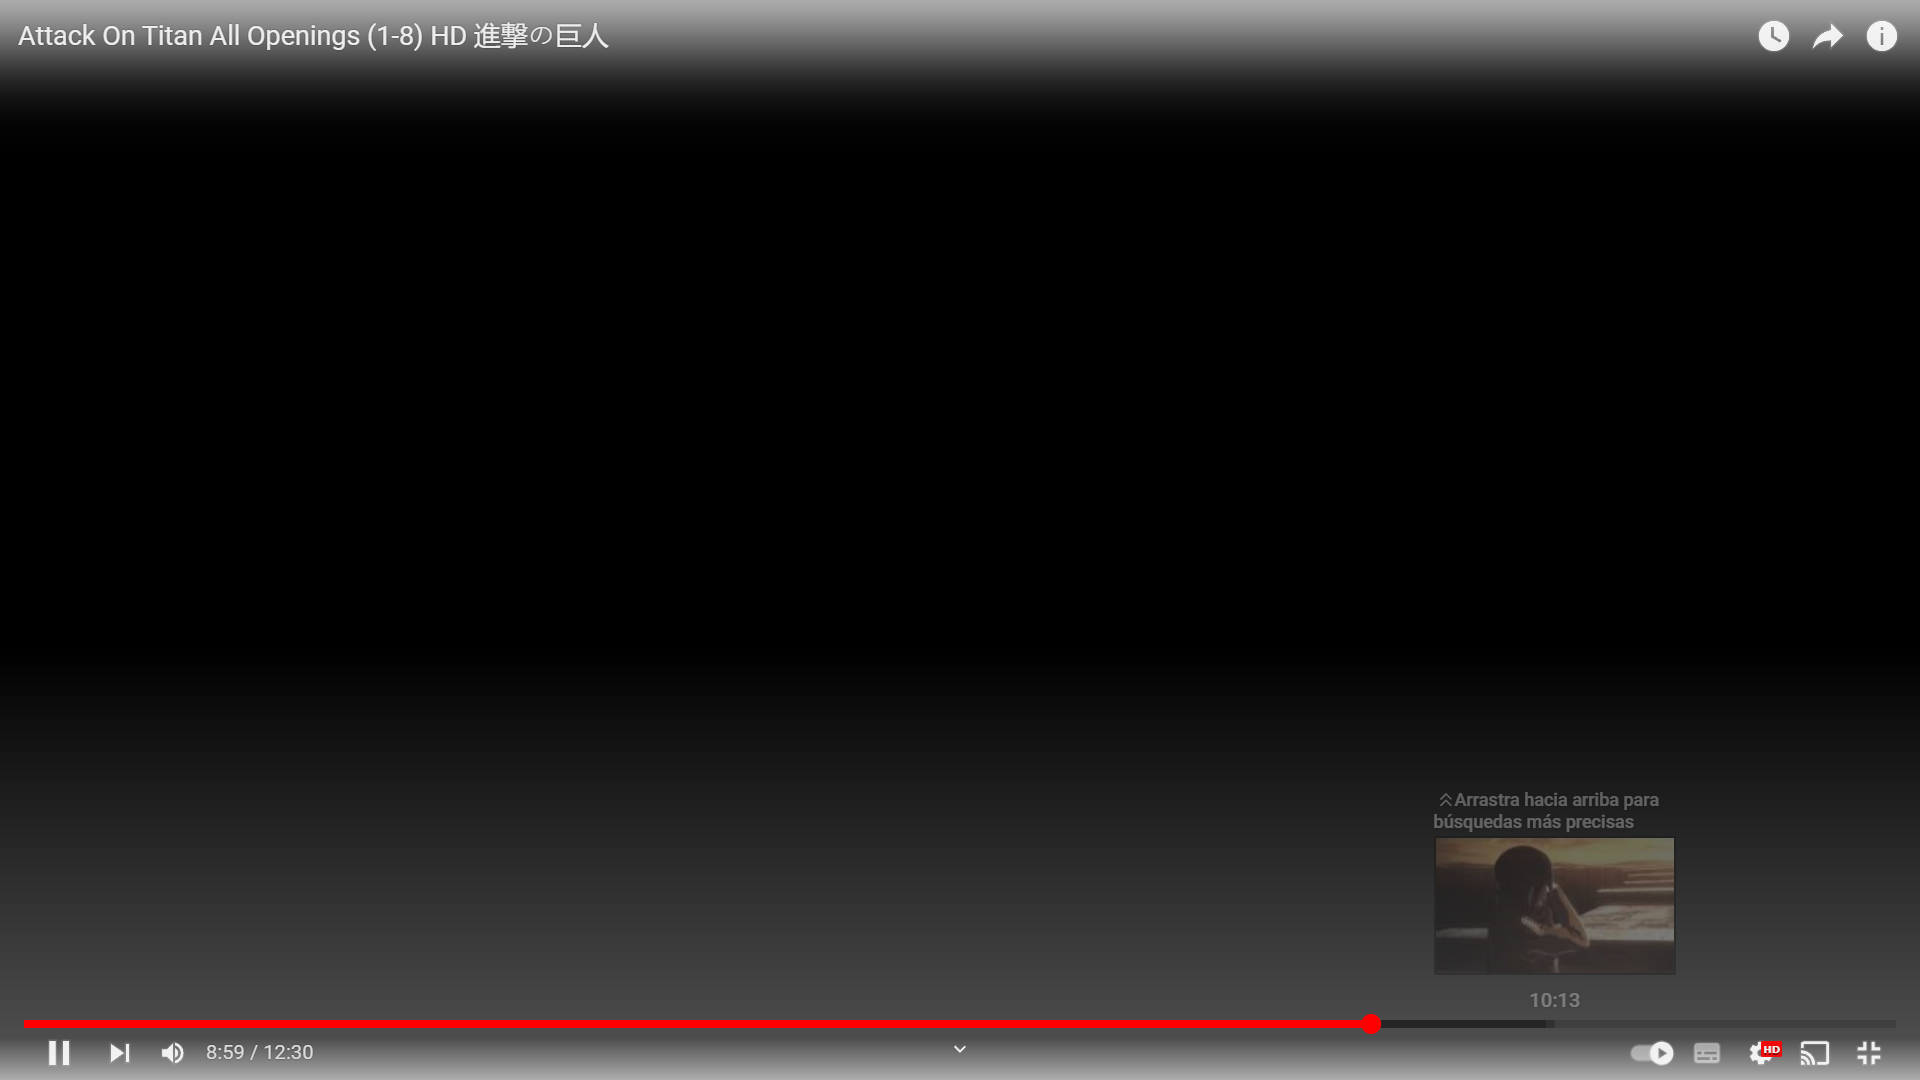 Attack On Titan All Openings (1-8) HD 進撃の巨人
Arrastra hacia arriba para
búsquedas más precisas
10:13
8:59 / 12:30
HD